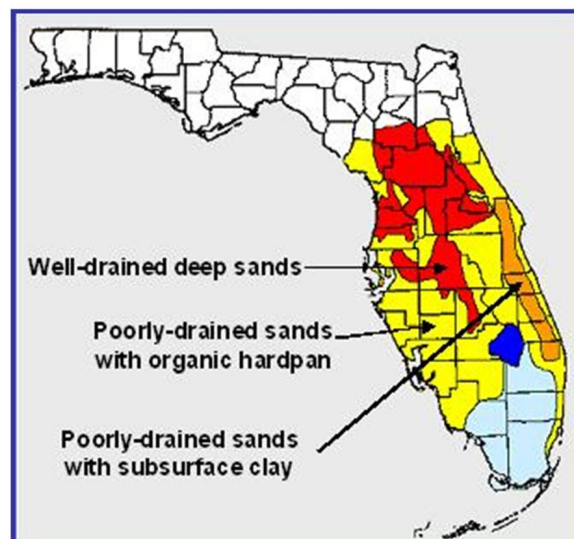 Well-drained deep sands
Poorly-drained sands
with organic hardpan
Poorly-drained sands
with subsurface clay